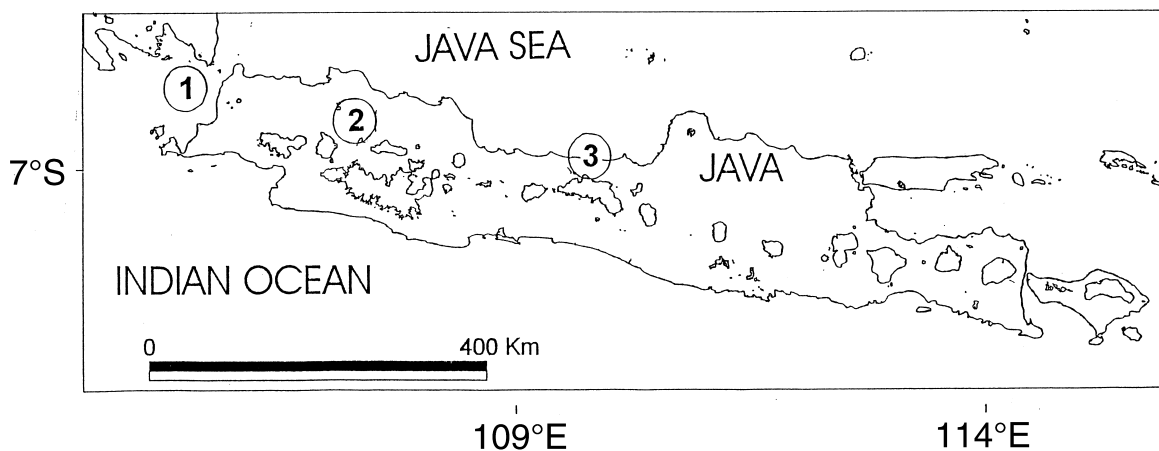 JAVA SEA
1
2
3
7°S
JAVA
INDIAN OCEAN
0 400 Km
109°E 114°E